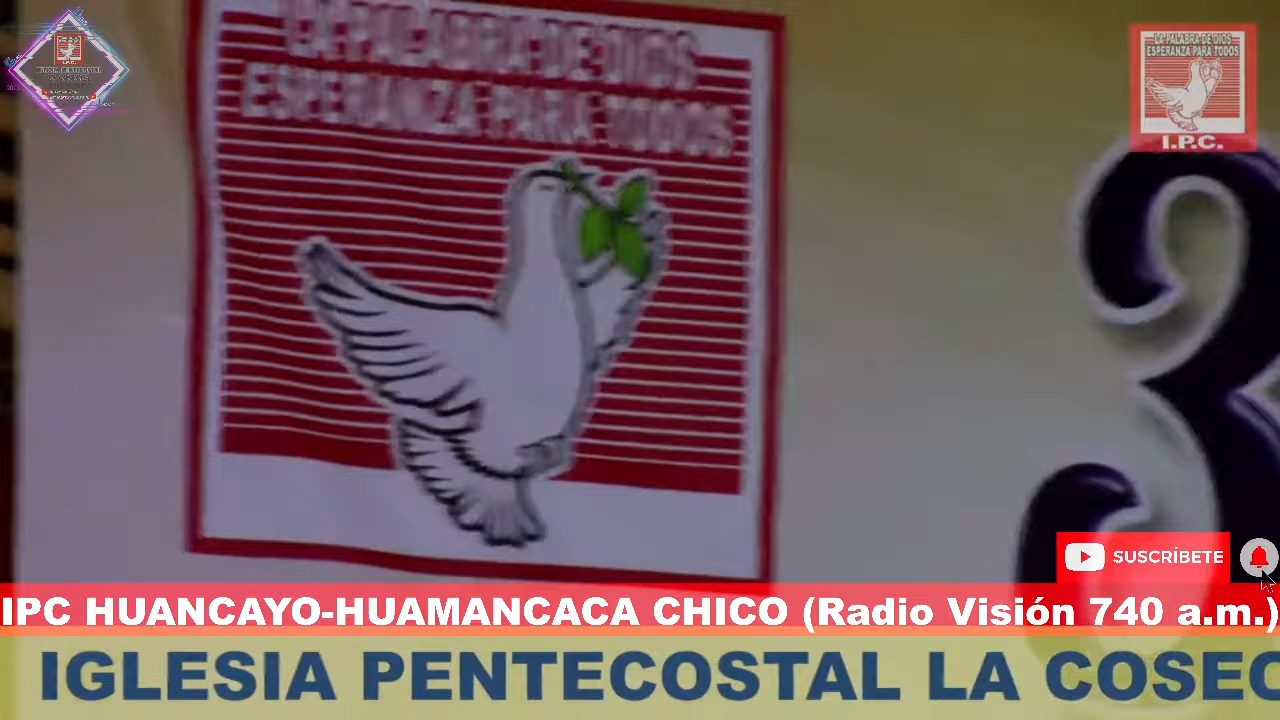 LA PALABRA DE DIOS
ESPERANZA PARA TODOS
LA PALABRA DE DIOS
ESPERANZA PARA TODOS
I.P.C.
3
SUSCRÍBETE
IPC HUANCAYO-HUAMANCACA CHICO (Radio Visión 740 a.m.)
IGLESIA PENTECOSTAL LA COSEC